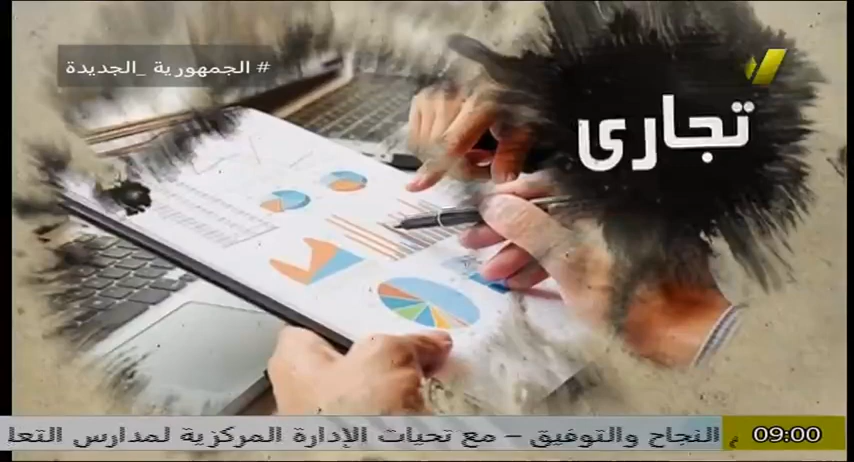 # الجمهورية _الجديدة
تجارى
النجاح والتوفيق – مع تحيات الإدارة المركزية لمدارس
09:00